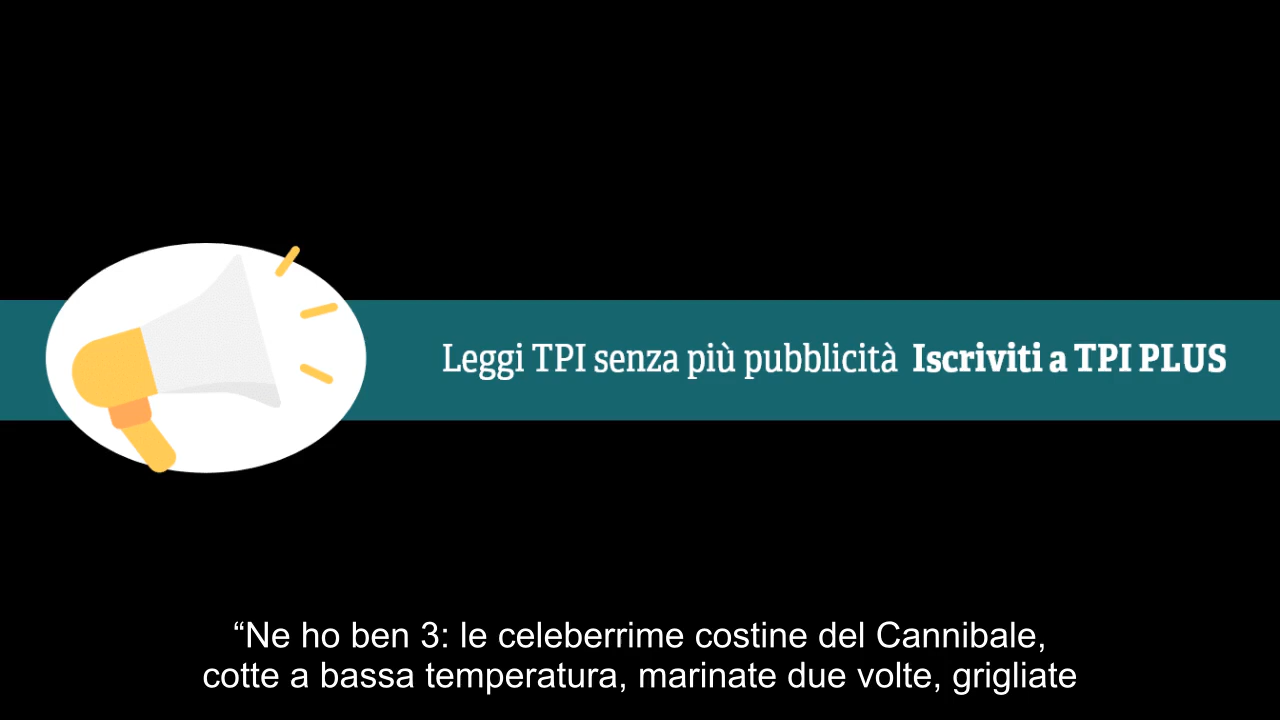 Leggi TPI senza più pubblicità Iscriviti a TPI PLUS
“Ne ho ben 3: le celeberrime costine del Cannibale,
cotte a bassa temperatura, marinate due volte, grigliate